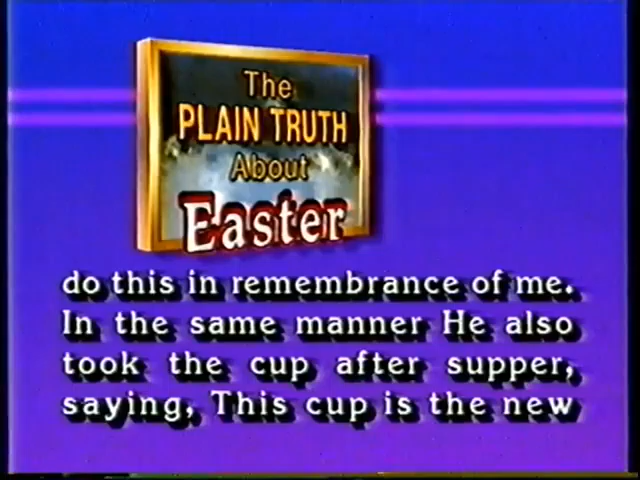 The
PLAIN TRUTH
About
Easter
do this in remembrance of me.
In the same manner He also
took the cup after supper,
saying, This cup is the new